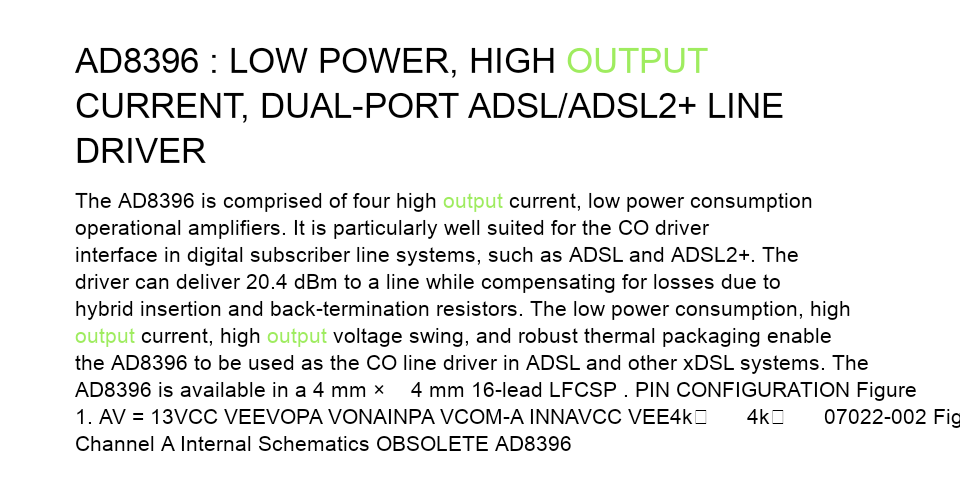 AD8396 : LOW POWER, HIGH OUTPUT
CURRENT, DUAL-PORT ADSL/ADSL2+ LINE
DRIVER
The AD8396 is comprised of four high output current, low power consumption
operational amplifiers. It is particularly well suited for the CO driver
interface in digital subscriber line systems, such as ADSL and ADSL2+. The
driver can deliver 20.4 dBm to a line while compensating for losses due to
hybrid insertion and back-termination resistors. The low power consumption, high
output current, high output voltage swing, and robust thermal packaging enable
the AD8396 to be used as the CO line driver in ADSL and other xDSL systems. The
AD8396 is available in a 4 mm × 4 mm 16-lead LFCSP . PIN CONFIGURATION Figure
1. AV = 13VCC VEEVOPA VONAINPA VCOM-A INNAVCC VEE4k 4k 07022-002 Fig
Channel A Internal Schematics OBSOLETE AD8396